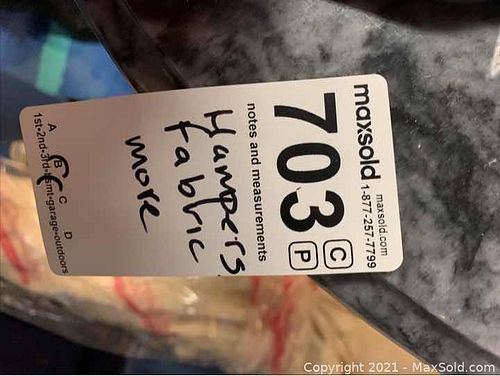 maxsold
maxsold.com
1-877-257-7799
703
C
P
notes and measurements
Hampers
fabric
more
A B C D
1st-2nd-3rd-bsmt-garage-outdoors
Copyright 2021 - MaxSold.com